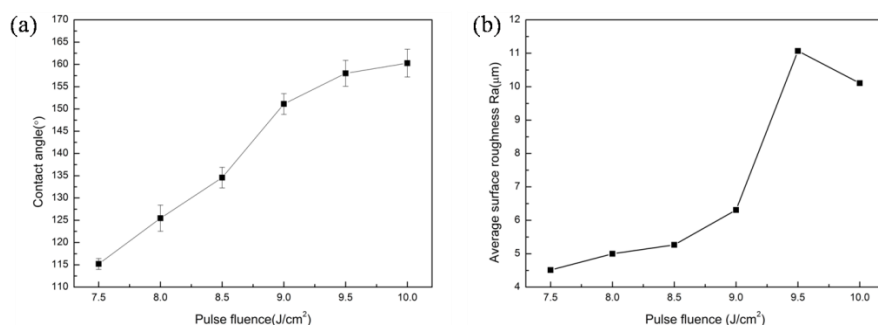 (a)
170
165
160
155
150
145
140
135
130
125
120
115
110
Contact angle(°)
7.5 8.0 8.5 9.0 9.5 10.0
Pulse fluence(J/cm²)
(b)
12
11
10
9
8
7
6
5
4
Average surface roughness Ra(μm)
7.5 8.0 8.5 9.0 9.5 10.0
Pulse fluence (J/cm²)